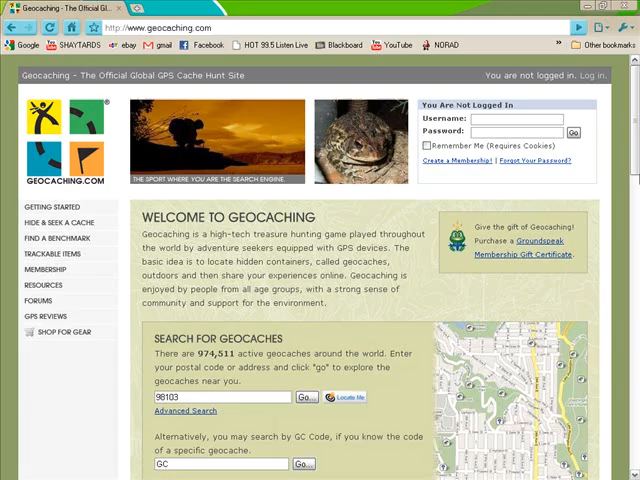 Geocaching - The Official Gl...
http://www.geocaching.com
Google SHAYTARDS ebay gmail Facebook HOT 99.5 Listen Live Blackboard YouTube NORAD » Other bookmarks
Geocaching - The Official Global GPS Cache Hunt Site
You are not logged in. Log in.
GEOCACHING.COM
THE SPORT WHERE YOU ARE THE SEARCH ENGINE.
You Are Not Logged In
Username:
Password: Go
Remember Me (Requires Cookies)
Create a Membership! | Forgot Your Password?
GETTING STARTED
HIDE & SEEK A CACHE
FIND A BENCHMARK
TRACKABLE ITEMS
MEMBERSHIP
RESOURCES
FORUMS
GPS REVIEWS
SHOP FOR GEAR
WELCOME TO GEOCACHING
Geocaching is a high-tech treasure hunting game played throughout
the world by adventure seekers equipped with GPS devices. The
basic idea is to locate hidden containers, called geocaches,
outdoors and then share your experiences online. Geocaching is
enjoyed by people from all age groups, with a strong sense of
community and support for the environment.
Give the gift of Geocaching!
Purchase a Groundspeak
Membership Gift Certificate.
SEARCH FOR GEOCACHES
There are 974,511 active geocaches around the world. Enter
your postal code or address and click "go" to explore the
geocaches near you.
98103 Go... Locate Me
Advanced Search
Alternatively, you may search by GC Code, if you know the code
of a specific geocache.
GC Go...